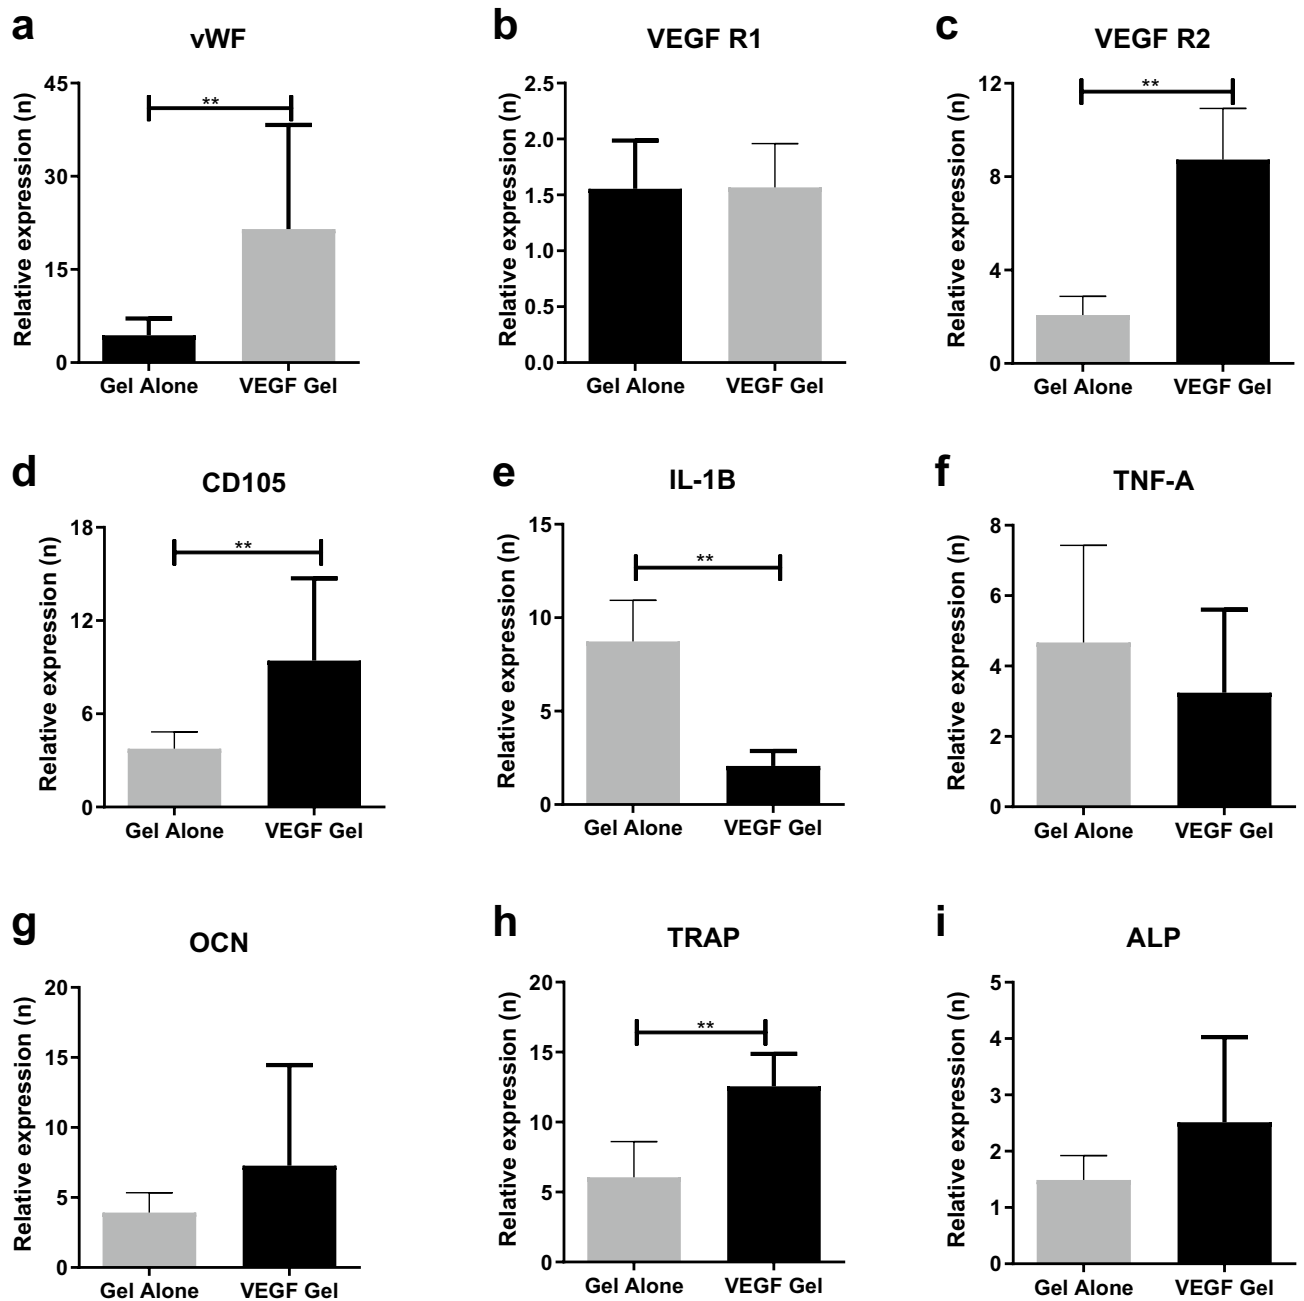 a
vWF
Relative expression (n)
45
30
15
0
**
Gel Alone VEGF Gel
b
VEGF R1
Relative expression (n)
2.5
2.0
1.5
1.0
0.5
0.0
Gel Alone VEGF Gel
c
VEGF R2
Relative expression (n)
12
8
4
0
**
Gel Alone VEGF Gel
d
CD105
Relative expression (n)
18
12
6
0
**
Gel Alone VEGF Gel
e
IL-1B
Relative expression (n)
15
10
5
0
**
Gel Alone VEGF Gel
f
TNF-A
Relative expression (n)
8
6
4
2
0
Gel Alone VEGF Gel
g
OCN
Relative expression (n)
20
15
10
5
0
Gel Alone VEGF Gel
h
TRAP
Relative expression (n)
20
15
10
5
0
**
Gel Alone VEGF Gel
i
ALP
Relative expression (n)
5
4
3
2
1
0
Gel Alone VEGF Gel